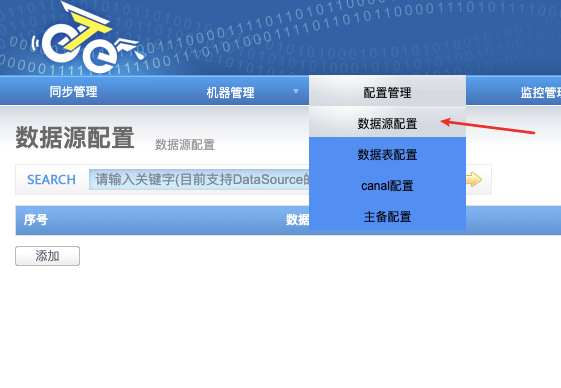 同步管理 机器管理 配置管理 监控管理
数据源配置 数据源配置
数据源配置
数据表配置
SEARCH 请输入关键字(目前支持DataSource的
canal配置
序号 数据
主备配置
添加